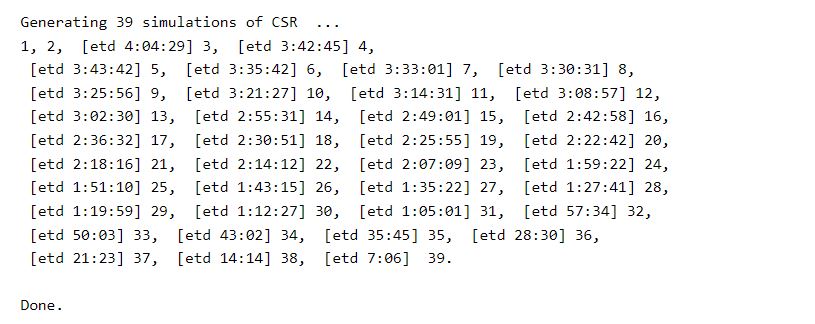 Generating 39 simulations of CSR  ...
1, 2,  [etd 4:04:29] 3,  [etd 3:42:45] 4,
 [etd 3:43:42] 5,  [etd 3:35:42] 6,  [etd 3:33:01] 7,  [etd 3:30:31] 8,
 [etd 3:25:56] 9,  [etd 3:21:27] 10,  [etd 3:14:31] 11,  [etd 3:08:57] 12,
 [etd 3:02:30] 13,  [etd 2:55:31] 14,  [etd 2:49:01] 15,  [etd 2:42:58] 16,
 [etd 2:36:32] 17,  [etd 2:30:51] 18,  [etd 2:25:55] 19,  [etd 2:22:42] 20,
 [etd 2:18:16] 21,  [etd 2:14:12] 22,  [etd 2:07:09] 23,  [etd 1:59:22] 24,
 [etd 1:51:10] 25,  [etd 1:43:15] 26,  [etd 1:35:22] 27,  [etd 1:27:41] 28,
 [etd 1:19:59] 29,  [etd 1:12:27] 30,  [etd 1:05:01] 31,  [etd 57:34] 32,
 [etd 50:03] 33,  [etd 43:02] 34,  [etd 35:45] 35,  [etd 28:30] 36,
 [etd 21:23] 37,  [etd 14:14] 38,  [etd 7:06]  39.
Done.